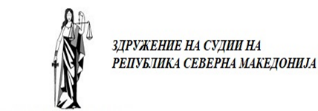 ЗДРУЖЕНИЕ НА СУДИИ НА
РЕПУБЛИКА СЕВЕРНА МАКЕДОНИЈА